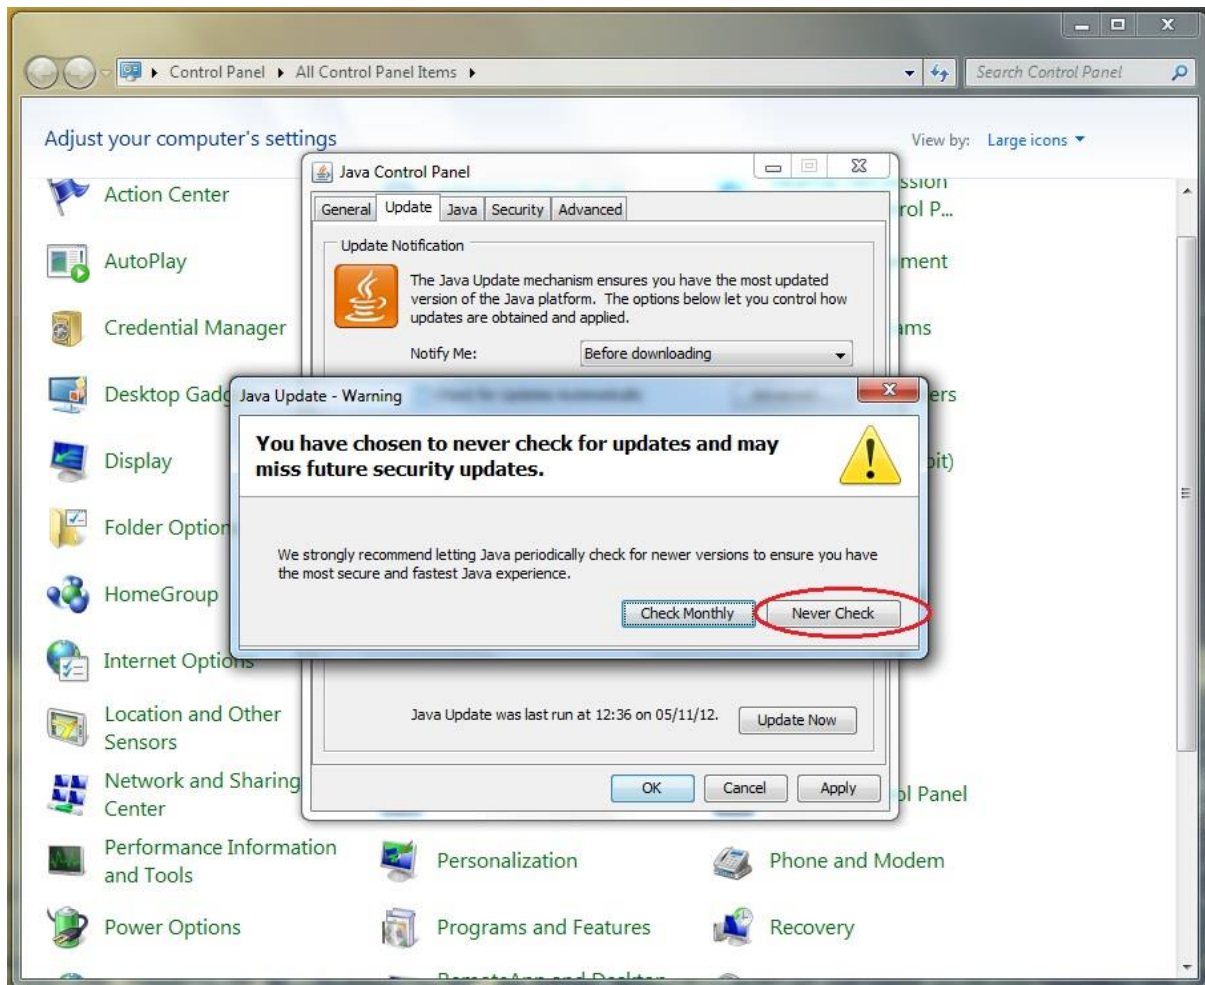 Control Panel ▸ All Control Panel Items ▸
Search Control Panel
Adjust your computer's settings
View by: Large icons
Action Center
AutoPlay
Credential Manager
Desktop Gadg
Display
Folder Option
HomeGroup
Internet Options
Location and Other
Sensors
Network and Sharing
Center
Performance Information
and Tools
Power Options
Personalization
Programs and Features
Phone and Modem
Recovery
rol P...
ment
ams
ers
bit)
ol Panel
Java Control Panel
General Update Java Security Advanced
Update Notification
The Java Update mechanism ensures you have the most updated
version of the Java platform. The options below let you control how
updates are obtained and applied.
Notify Me: Before downloading
Java Update - Warning
You have chosen to never check for updates and may
miss future security updates.
We strongly recommend letting Java periodically check for newer versions to ensure you have
the most secure and fastest Java experience.
Check Monthly Never Check
Java Update was last run at 12:36 on 05/11/12. Update Now
OK Cancel Apply